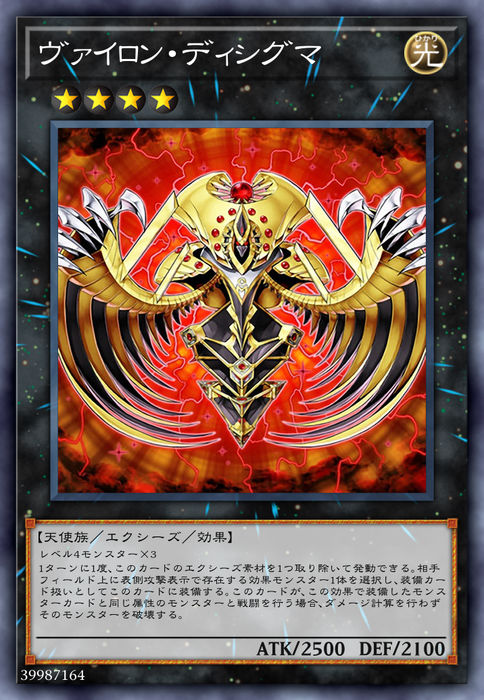 ヴァイロン・ディシグマ
ひかり
光
【天使族／エクシーズ／効果】
レベル4モンスター×3
1ターンに1度、このカードのエクシーズ素材を1つ取り除いて発動できる。相手
フィールド上に表側攻撃表示で存在する効果モンスター1体を選択し、装備カー
ド扱いとしてこのカードに装備する。このカードが、この効果で装備したモンス
ターカードと同じ属性のモンスターと戦闘を行う場合、ダメージ計算を行わず
そのモンスターを破壊する。
ATK/2500 DEF/2100
39987164